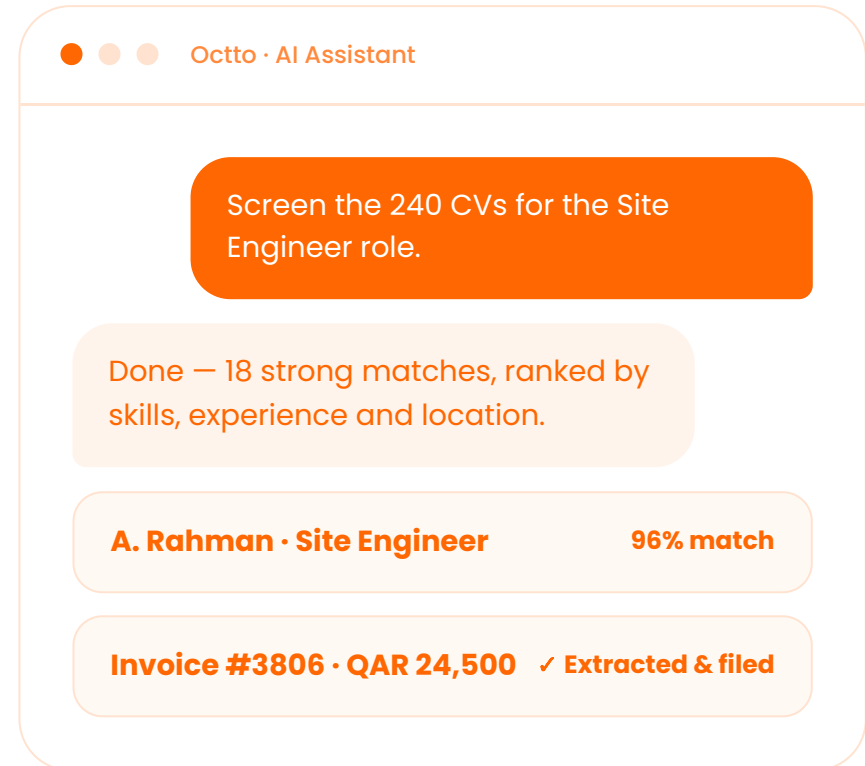 Octto · AI Assistant
Screen the 240 CVs for the Site
Engineer role.
Done — 18 strong matches, ranked by
skills, experience and location.
A. Rahman · Site Engineer 96% match
Invoice #3806 · QAR 24,500 ✓ Extracted & filed